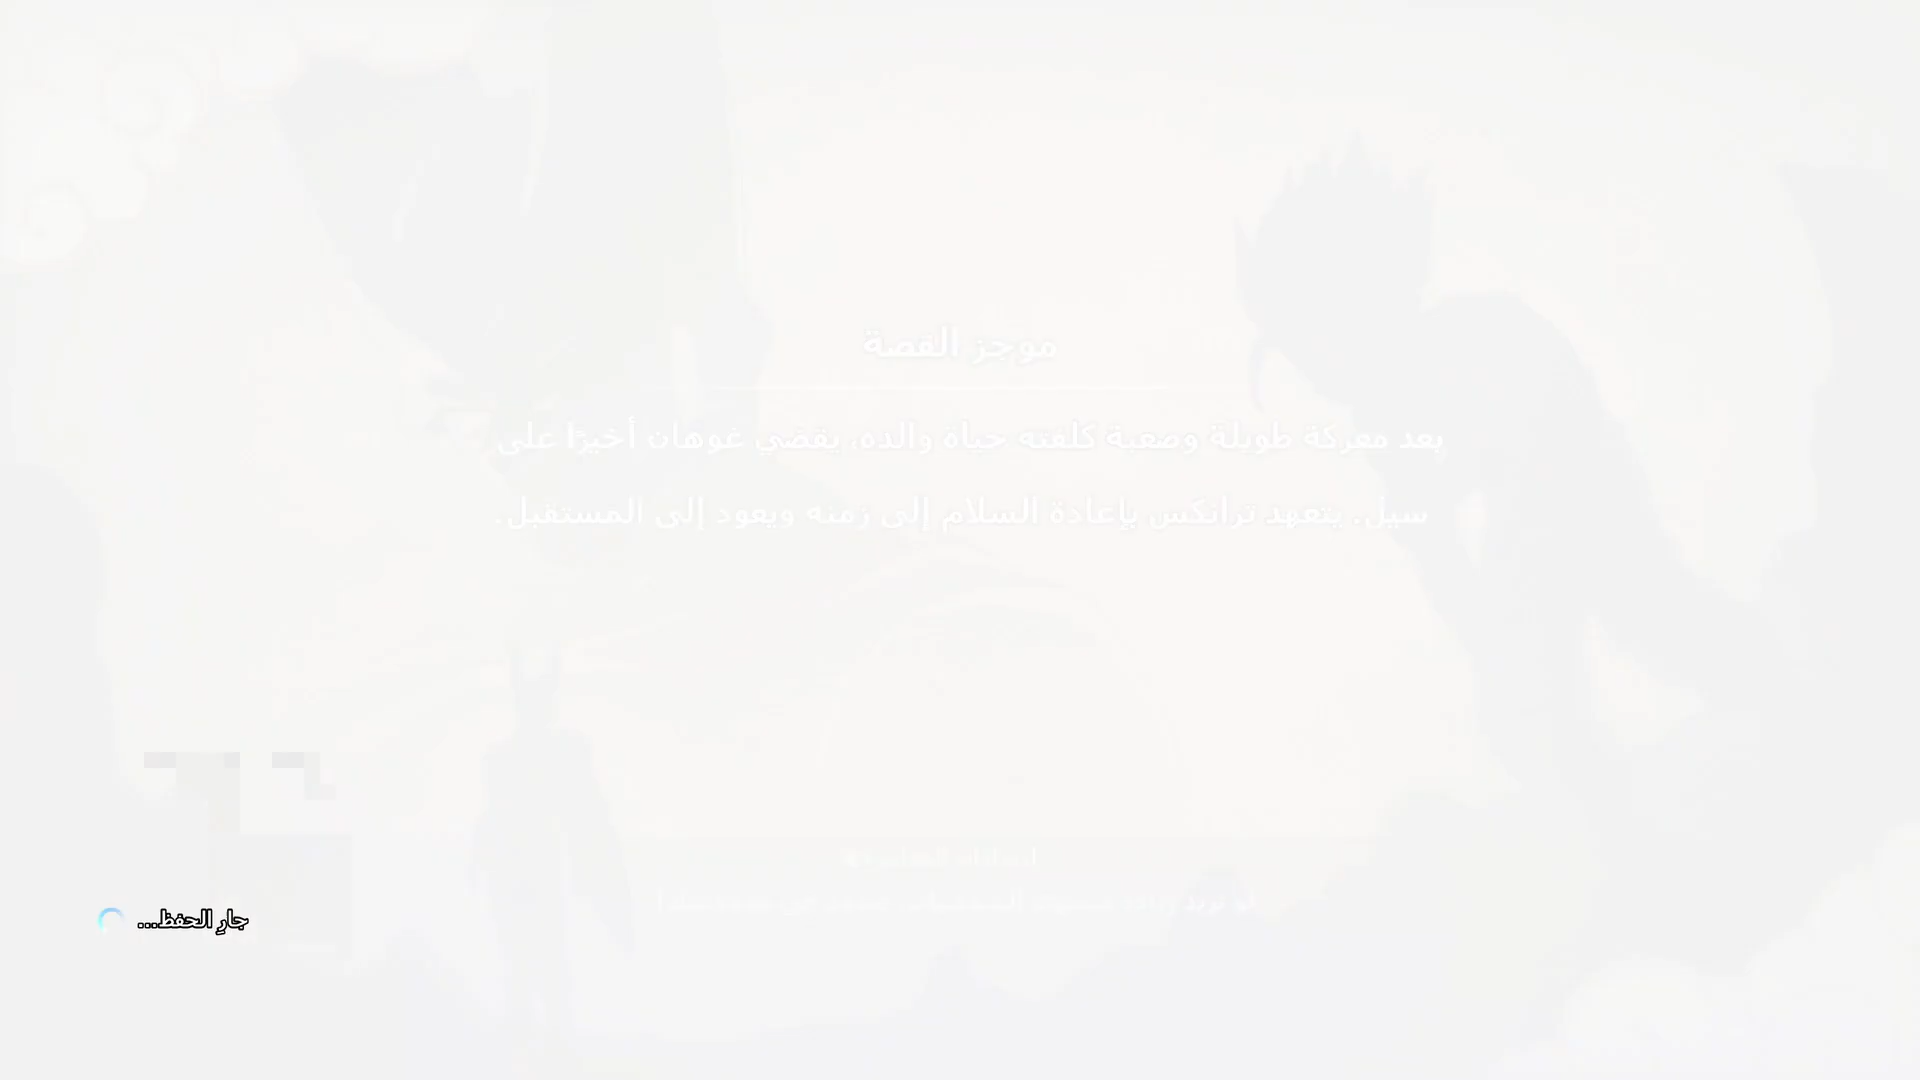 موجز القصة
بعد معركة طويلة وصعبة كلفته حياة والده، يقضي غوهان أخيرًا على
سيل. يتعهد ترانكس بإعادة السلام إلى زمنه ويعود إلى المستقبل.
جارٍ الحفظ...